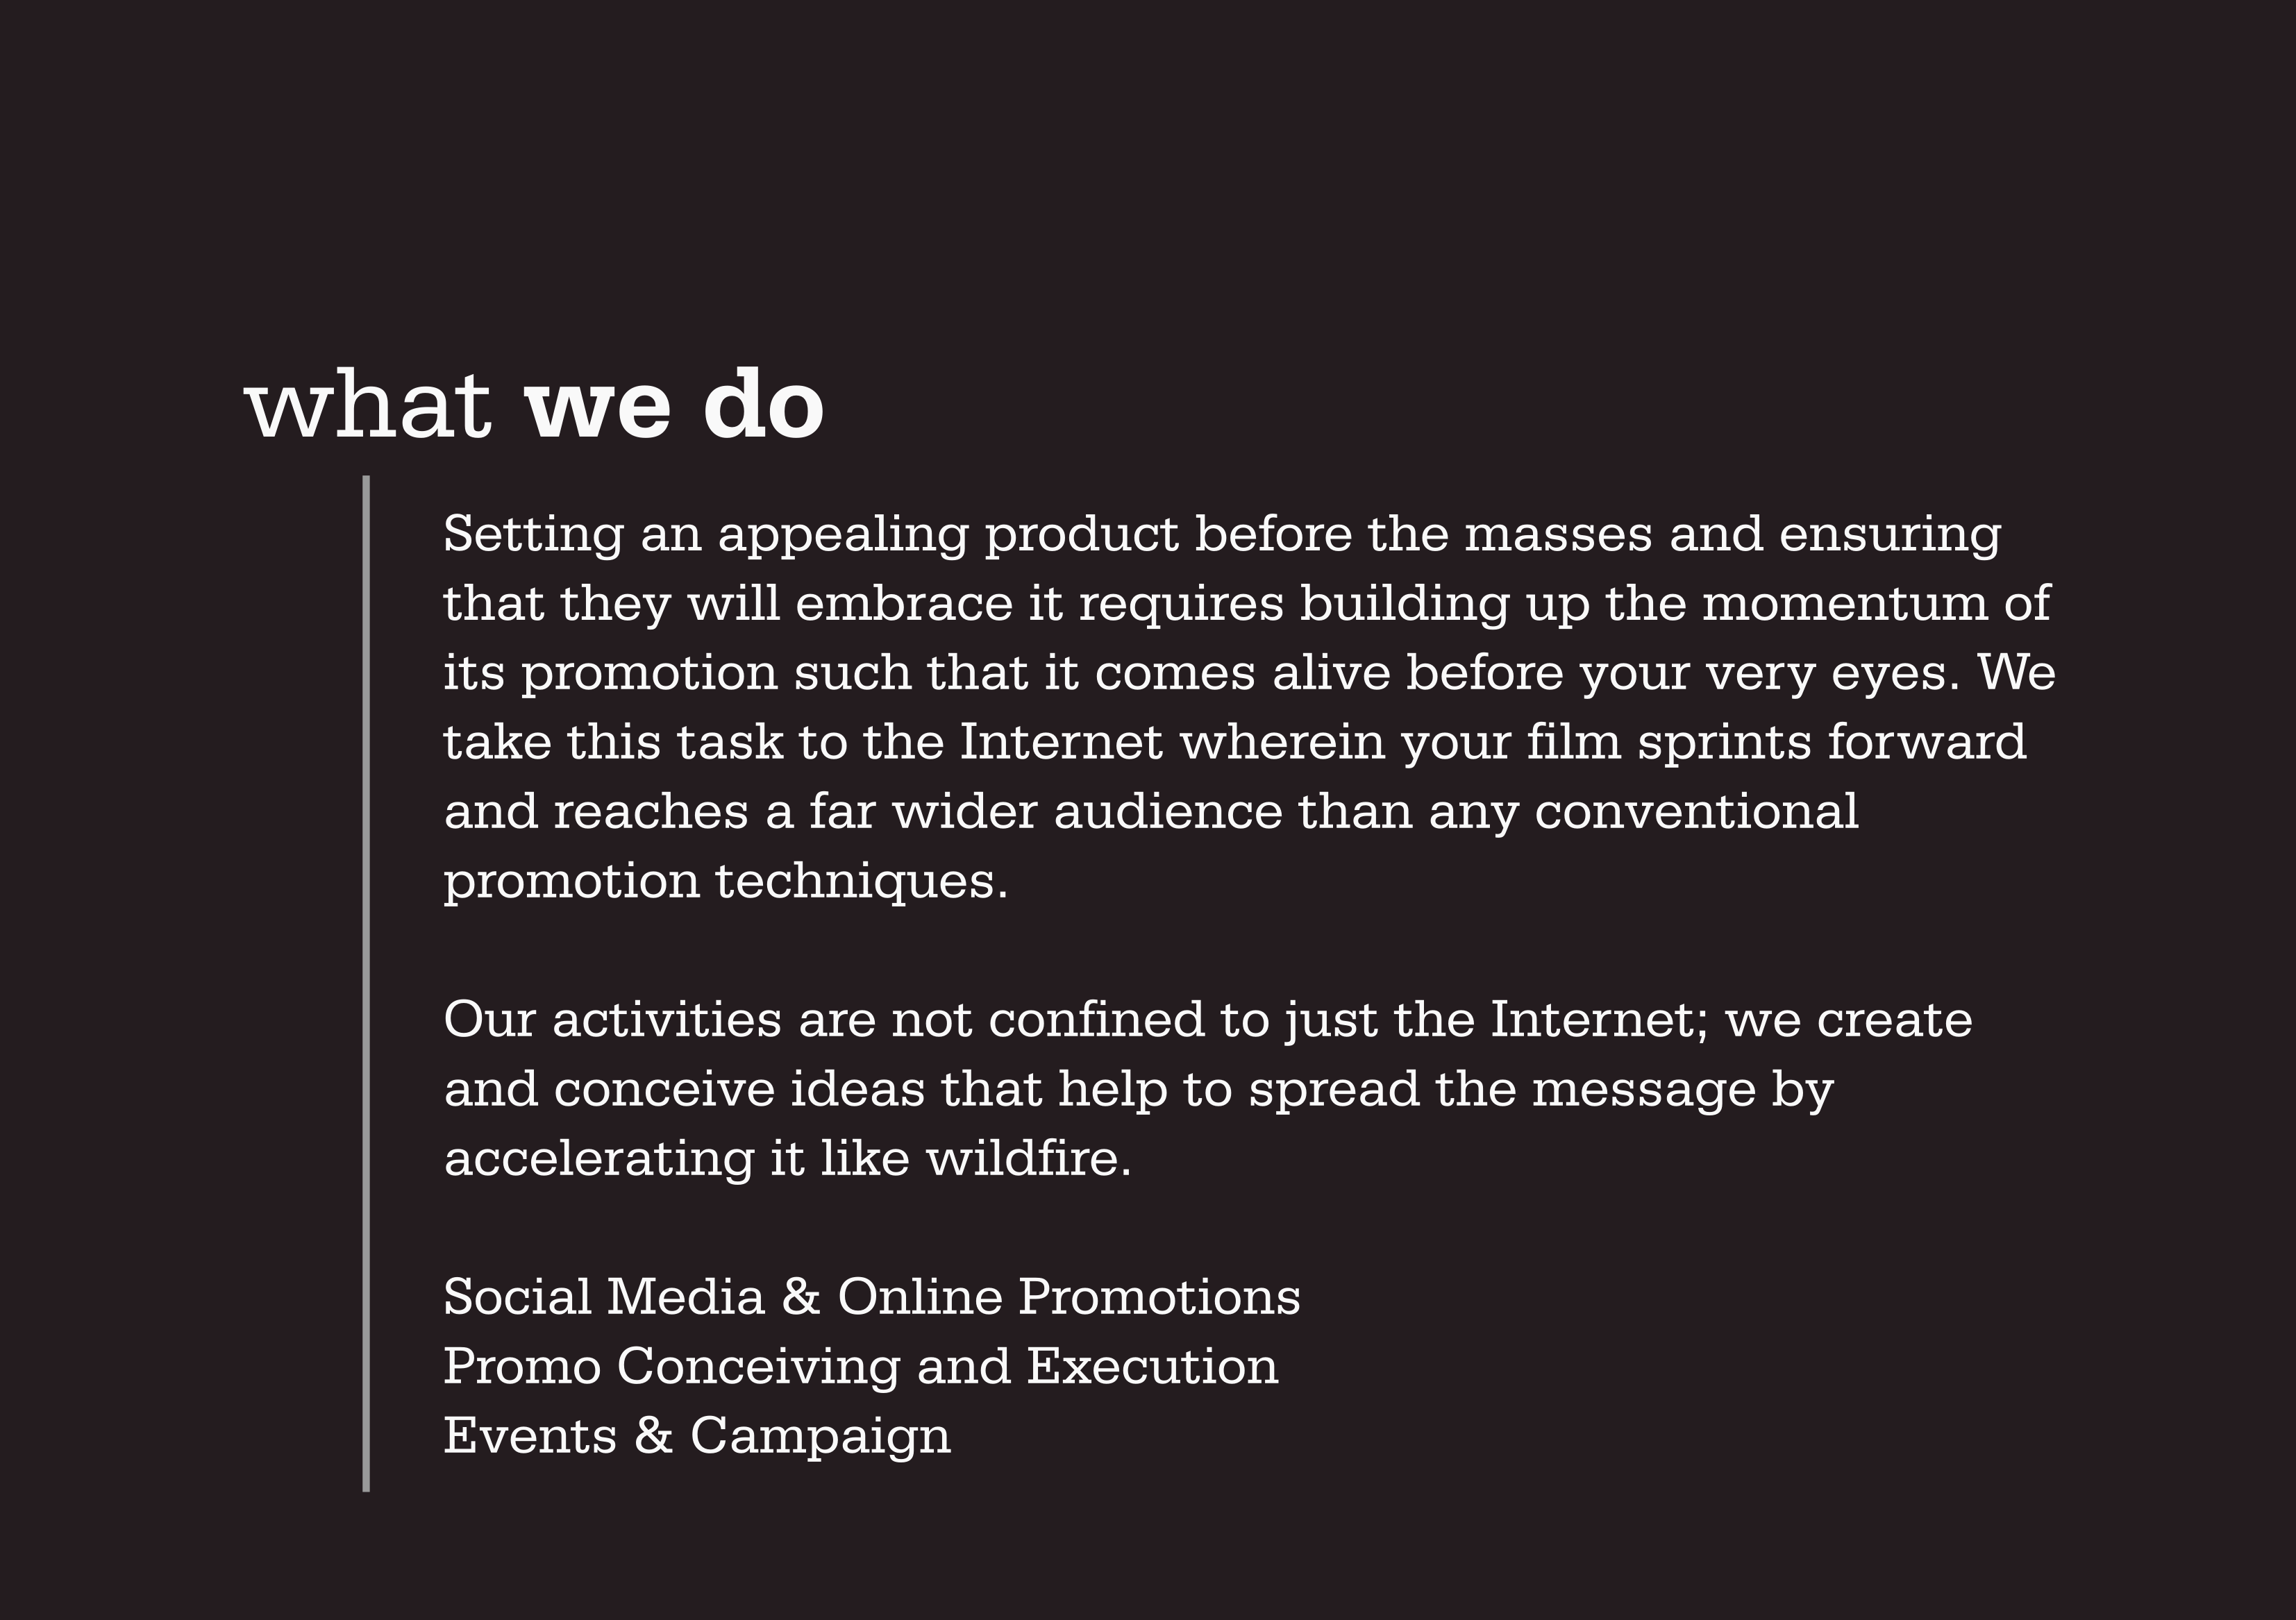 what we do
Setting an appealing product before the masses and ensuring
that they will embrace it requires building up the momentum of
its promotion such that it comes alive before your very eyes. We
take this task to the Internet wherein your film sprints forward
and reaches a far wider audience than any conventional
promotion techniques.
Our activities are not confined to just the Internet; we create
and conceive ideas that help to spread the message by
accelerating it like wildfire.
Social Media & Online Promotions
Promo Conceiving and Execution
Events & Campaign